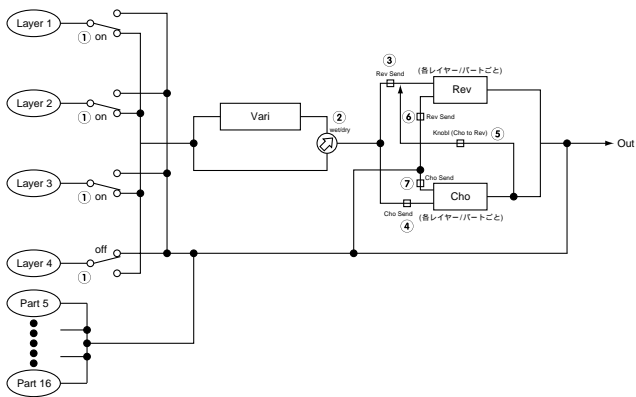 Layer 1
① on
Layer 2
① on
Layer 3
① on
Layer 4
off
①
Part 5
Part 16
Vari
②
wet/dry
③
Rev Send
(各レイヤー/パートごと)
Rev
⑥ Rev Send
Knobl (Cho to Rev) ⑤
Out
⑦ Cho Send
Cho
Cho Send
④
(各レイヤー/パートごと)